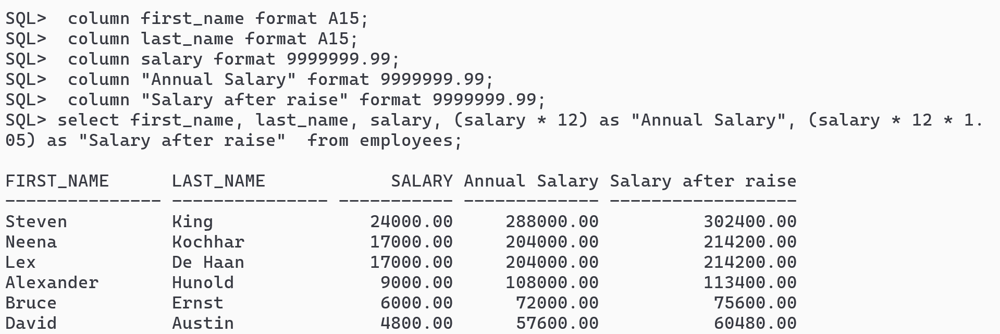 SQL>  column first_name format A15;
SQL>  column last_name format A15;
SQL>  column salary format 9999999.99;
SQL>  column "Annual Salary" format 9999999.99;
SQL>  column "Salary after raise" format 9999999.99;
SQL> select first_name, last_name, salary, (salary * 12) as "Annual Salary", (salary * 12 * 1.
05) as "Salary after raise"  from employees;

FIRST_NAME      LAST_NAME            SALARY Annual Salary Salary after raise
--------------- --------------- ----------- ------------- ------------------
Steven          King               24000.00     288000.00          302400.00
Neena           Kochhar            17000.00     204000.00          214200.00
Lex             De Haan            17000.00     204000.00          214200.00
Alexander       Hunold              9000.00     108000.00          113400.00
Bruce           Ernst               6000.00      72000.00           75600.00
David           Austin              4800.00      57600.00           60480.00